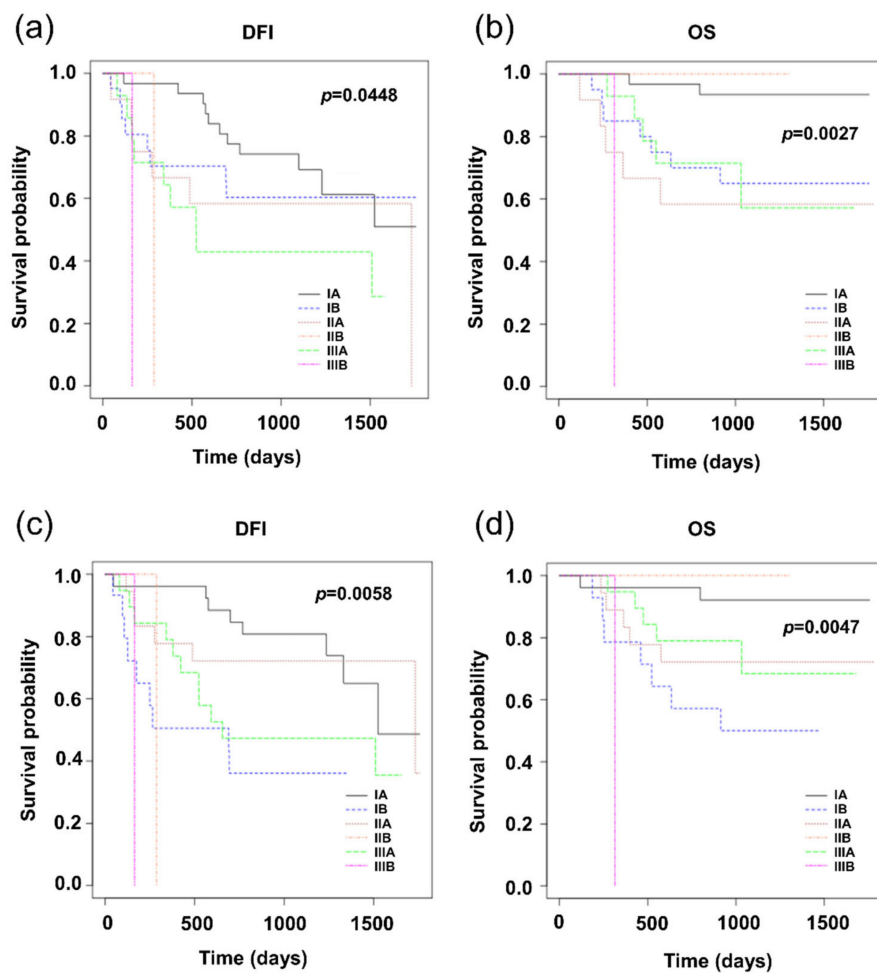 (a)
DFI
p=0.0448
Survival probability
1.0
0.8
0.6
0.4
0.2
0.0
IA
IB
IIA
IIB
IIIA
IIIB
0 500 1000 1500
Time (days)
(b)
OS
p=0.0027
Survival probability
1.0
0.8
0.6
0.4
0.2
0.0
IA
IB
IIA
IIB
IIIA
IIIB
0 500 1000 1500
Time (days)
(c)
DFI
p=0.0058
Survival probability
1.0
0.8
0.6
0.4
0.2
0.0
IA
IB
IIA
IIB
IIIA
IIIB
0 500 1000 1500
Time (days)
(d)
OS
p=0.0047
Survival probability
1.0
0.8
0.6
0.4
0.2
0.0
IA
IB
IIA
IIB
IIIA
IIIB
0 500 1000 1500
Time (days)